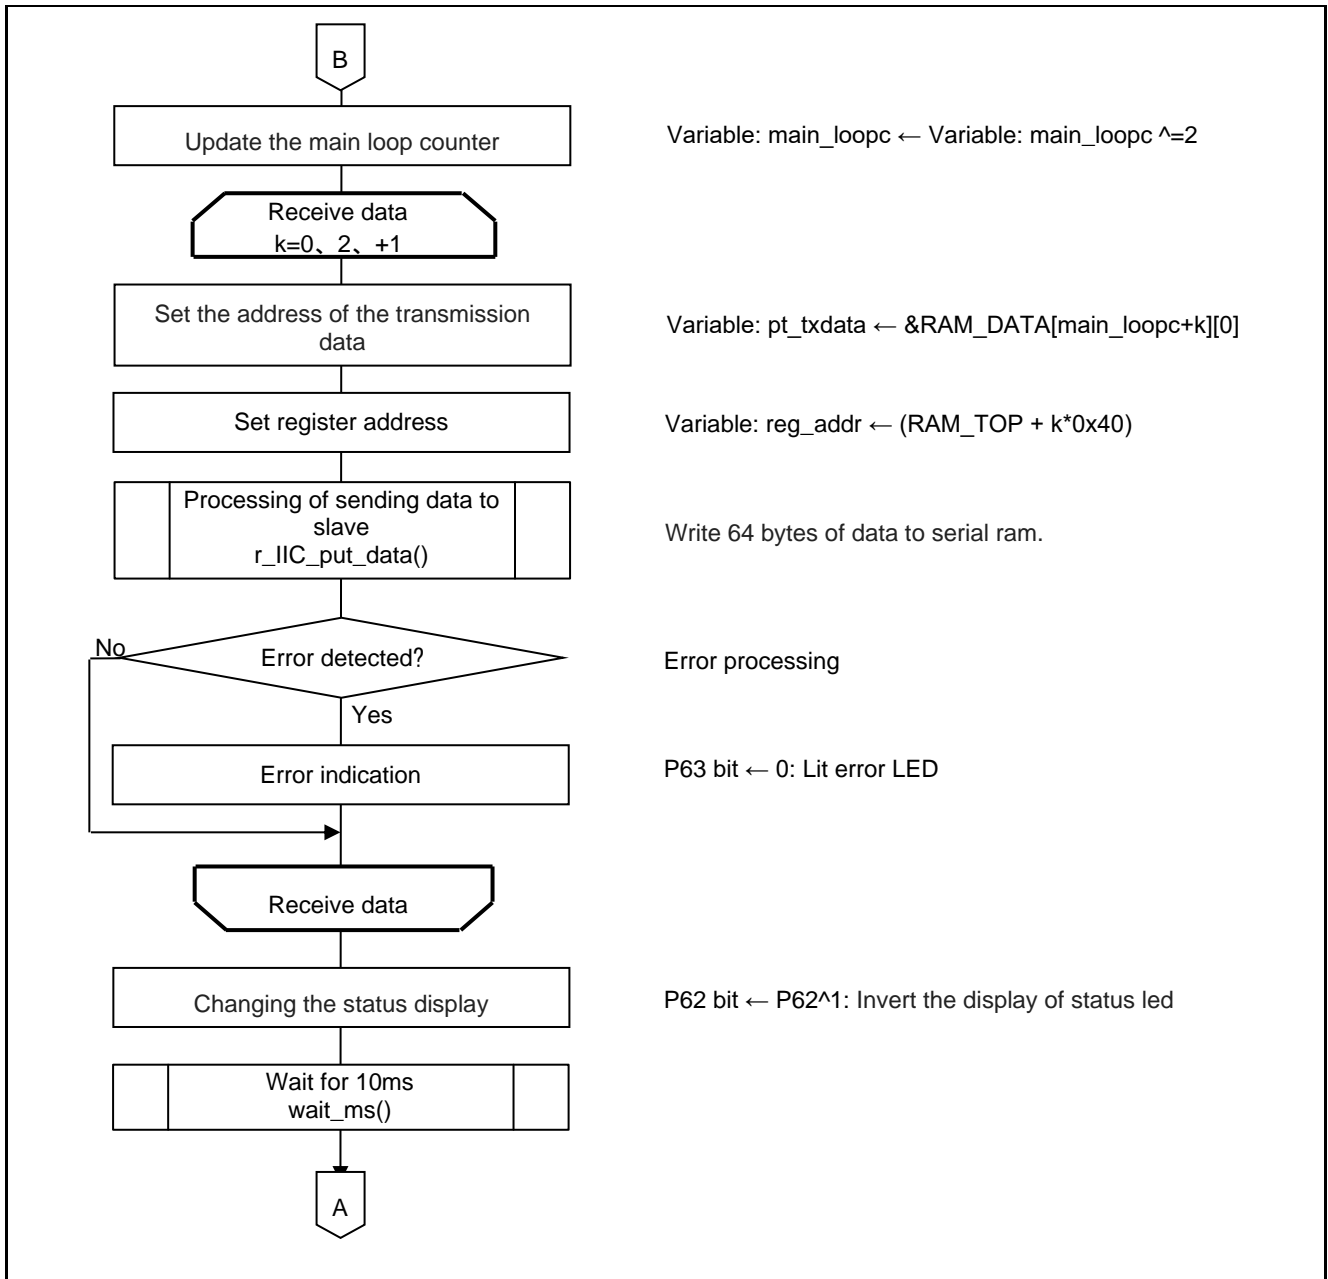 B
Update the main loop counter
Variable: main_loopc ← Variable: main_loopc ^=2
Receive data
k=0、2、+1
Set the address of the transmission
data
Variable: pt_txdata ← &RAM_DATA[main_loopc+k][0]
Set register address
Variable: reg_addr ← (RAM_TOP + k*0x40)
Processing of sending data to
slave
r_IIC_put_data()
Write 64 bytes of data to serial ram.
No
Error detected?
Error processing
Yes
Error indication
P63 bit ← 0: Lit error LED
Receive data
Changing the status display
P62 bit ← P62^1: Invert the display of status led
Wait for 10ms
wait_ms()
A